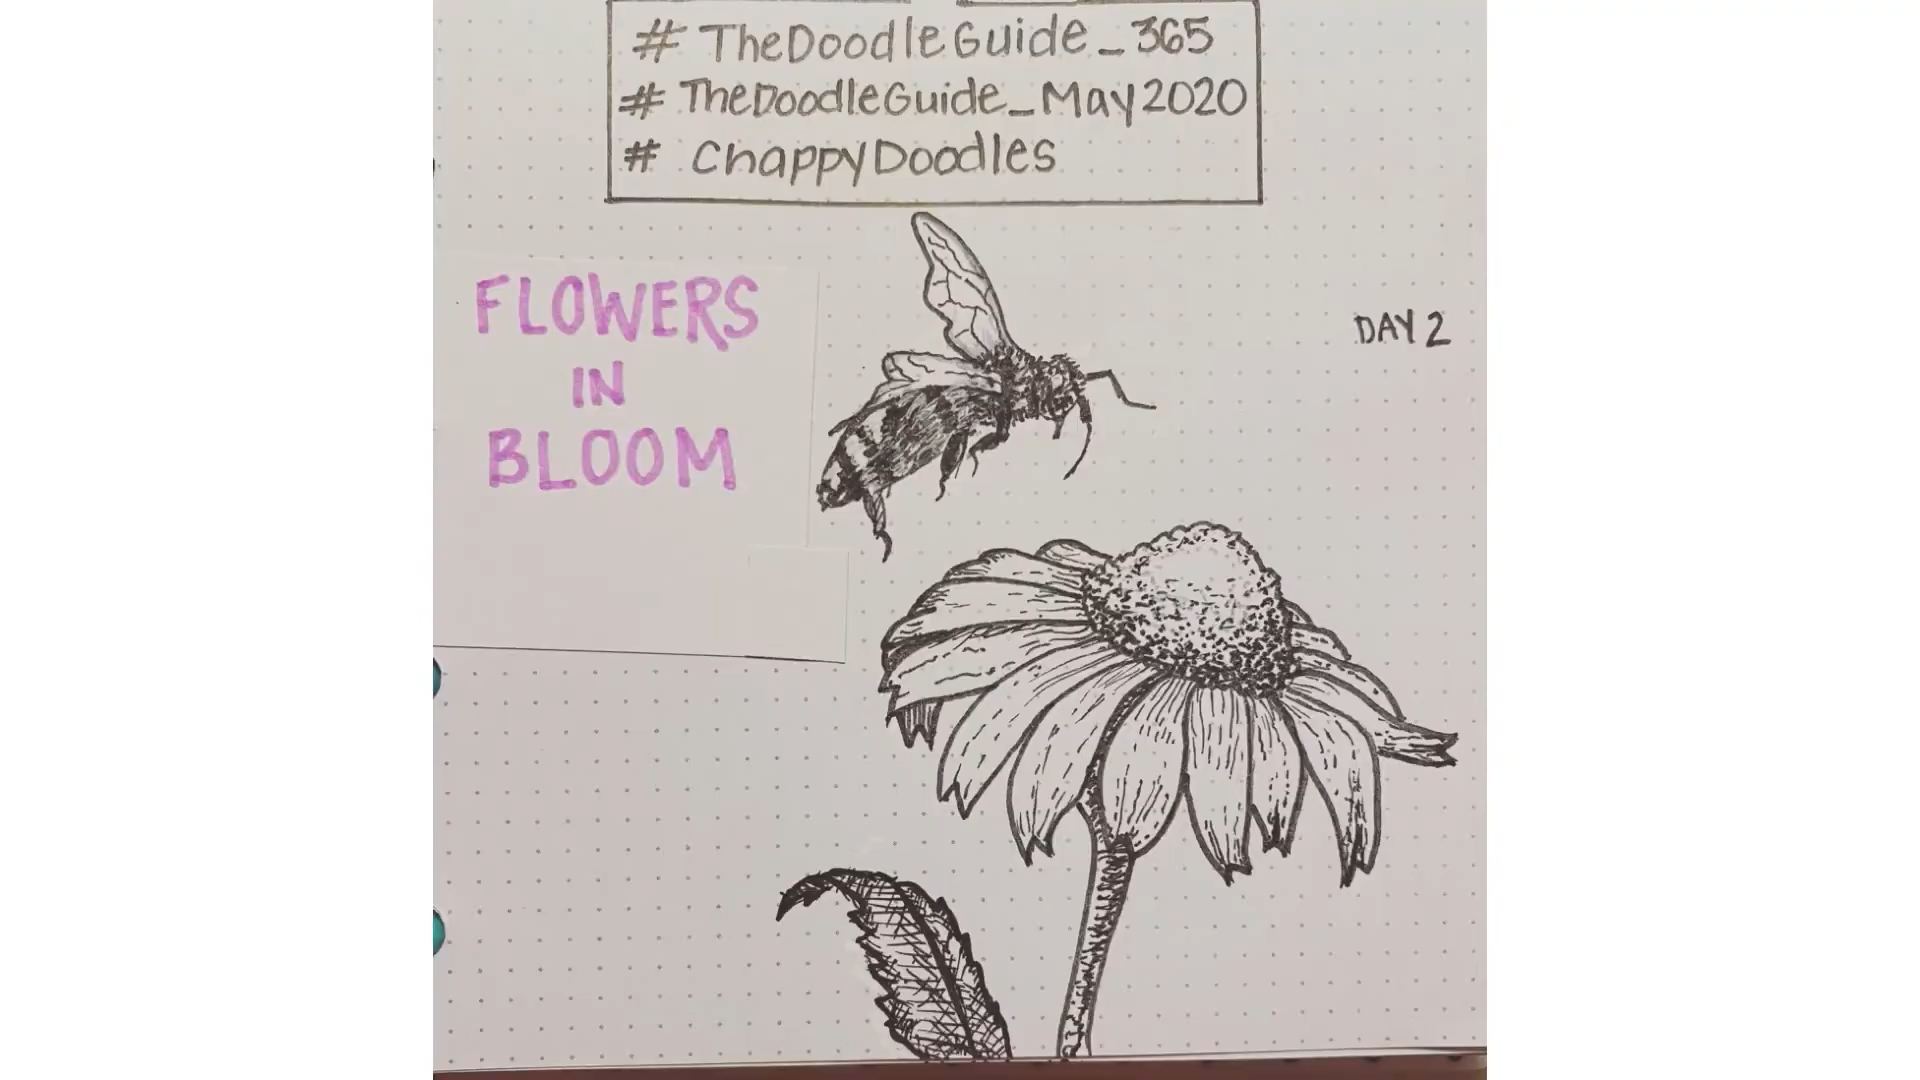 # TheDoodleGuide_365
# TheDoodleGuide_May2020
# ChappyDoodles
FLOWERS
IN
BLOOM
DAY 2